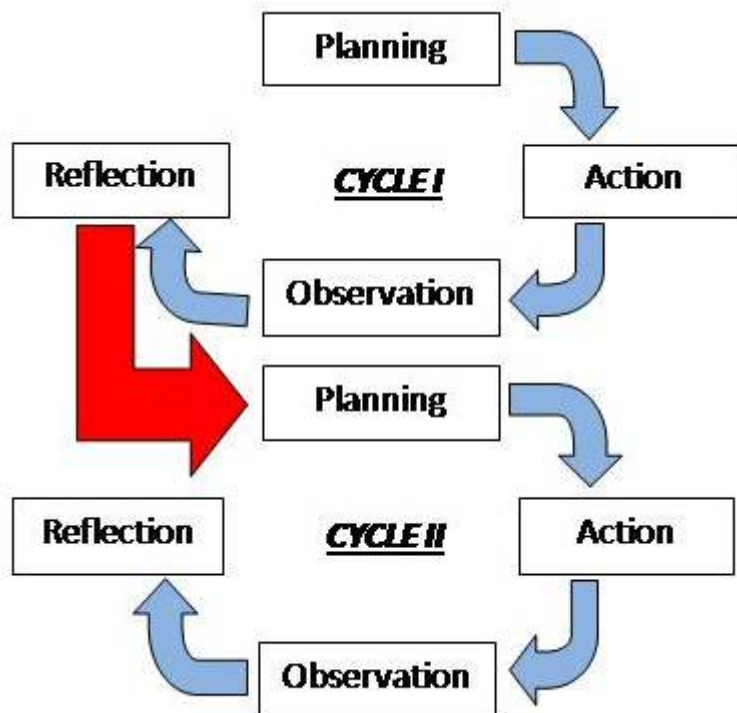 Planning
Reflection
CYCLE I
Action
Observation
Planning
Reflection
CYCLE II
Action
Observation